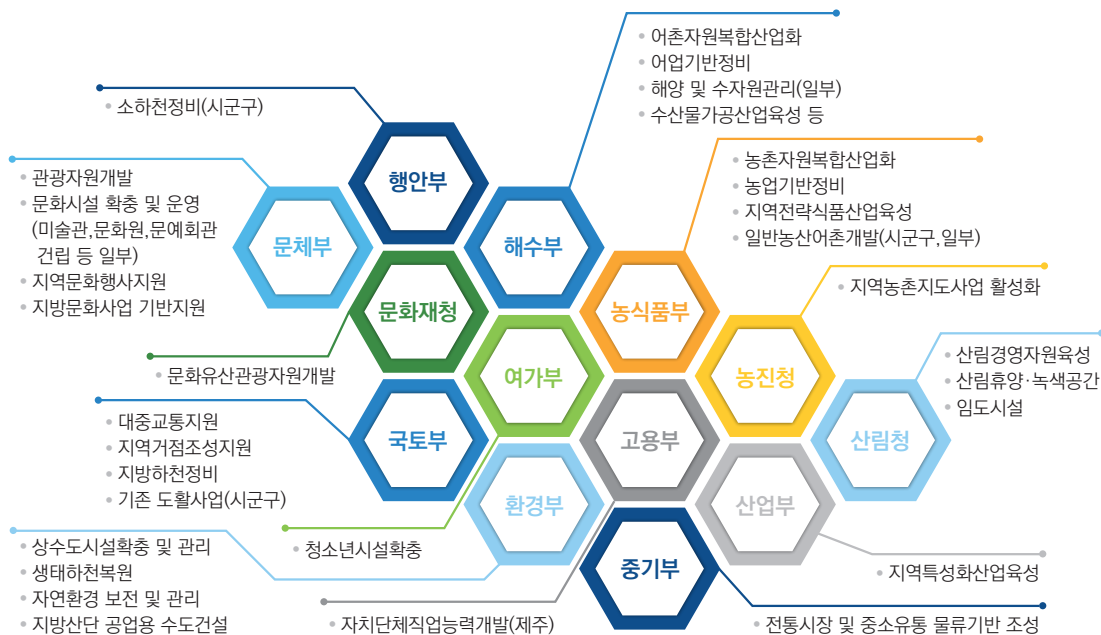 • 어촌자원복합산업화
• 어업기반정비
• 해양 및 수자원관리(일부)
• 수산물가공산업육성 등
• 소하천정비(시군구)
• 관광자원개발
• 문화시설 확충 및 운영
(미술관,문화원,문예회관
건립 등 일부)
• 지역문화행사지원
• 지방문화사업 기반지원
• 농촌자원복합산업화
• 농업기반정비
• 지역전략식품산업육성
• 일반농산어촌개발(시군구,일부)
행안부
문체부
해수부
문화재청
농식품부
• 지역농촌지도사업 활성화
여가부
농진청
• 문화유산관광자원개발
• 산림경영자원육성
• 산림휴양·녹색공간
• 임도시설
국토부
고용부
산림청
• 대중교통지원
• 지역거점조성지원
• 지방하천정비
• 기존 도활사업(시군구)
환경부
산업부
• 상수도시설확충 및 관리
• 생태하천복원
• 자연환경 보전 및 관리
• 지방산단 공업용 수도건설
• 청소년시설확충
중기부
• 지역특성화산업육성
• 자치단체직업능력개발(제주)
• 전통시장 및 중소유통 물류기반 조성